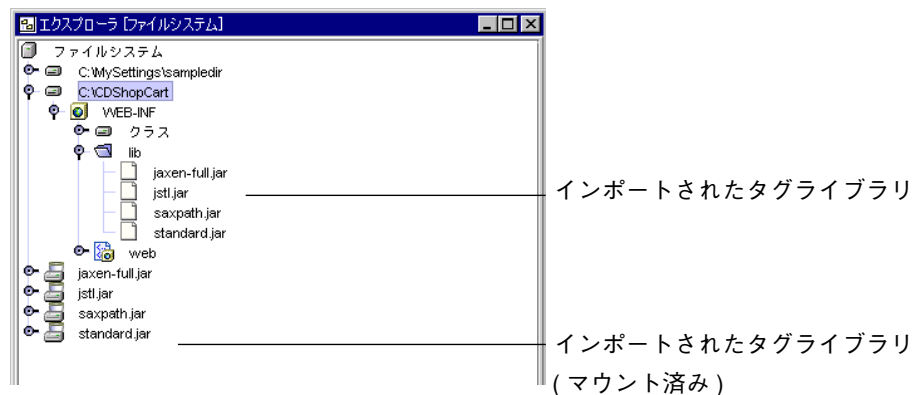 エクスプローラ [ファイルシステム]
ファイルシステム
C:\MySettings\sampledir
C:\CDShopCart
WEB-INF
クラス
lib
jaxen-full.jar
jstl.jar
saxpath.jar
standard.jar
web
jaxen-full.jar
jstl.jar
saxpath.jar
standard.jar
インポートされたタグライブラリ
インポートされたタグライブラリ
( マウント済み )